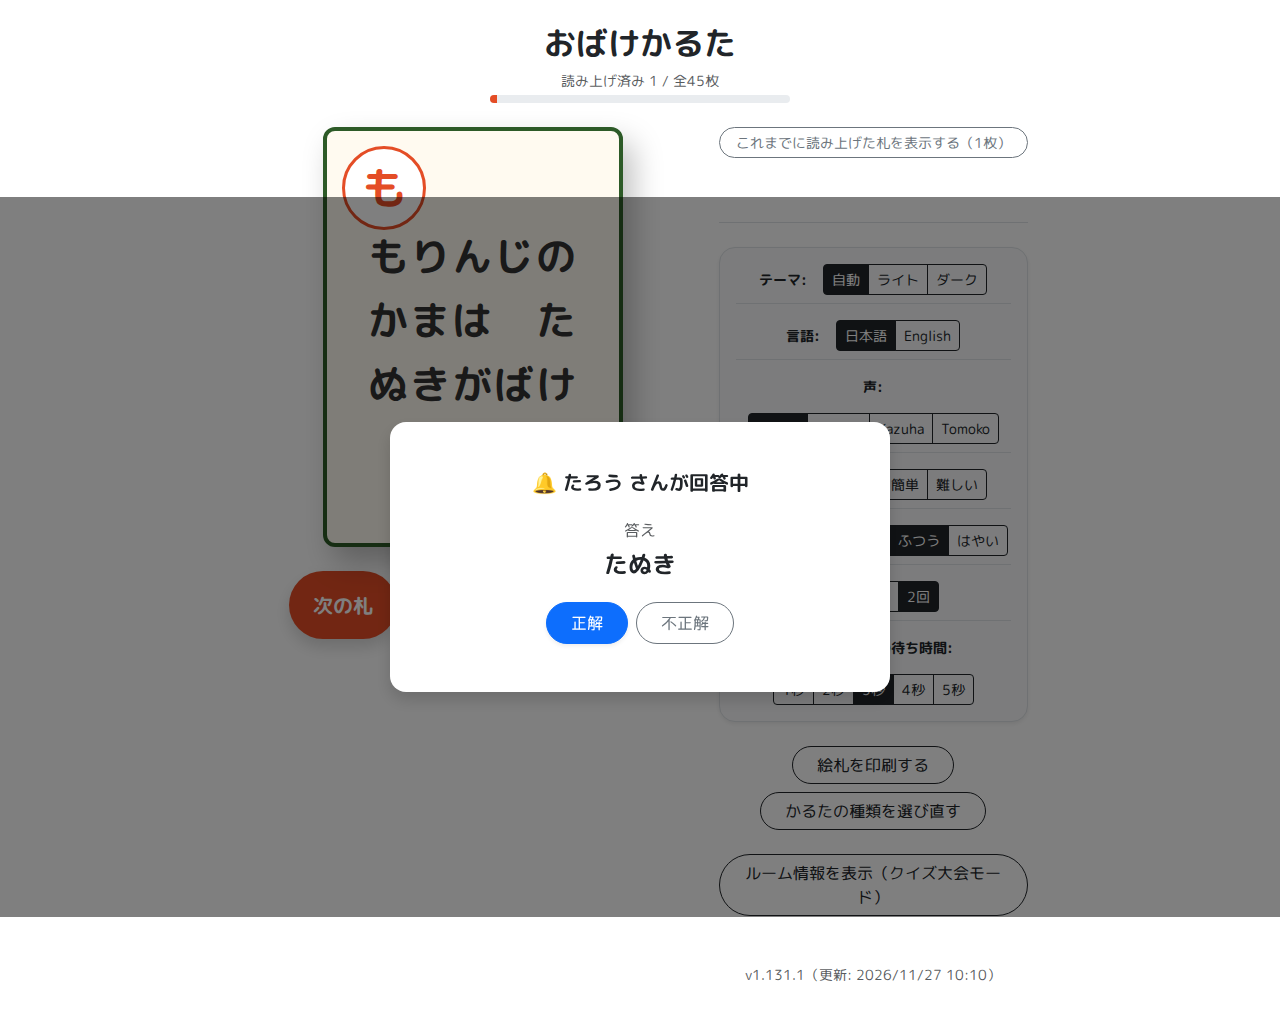 おばけかるた
読み上げ済み 1 / 全45枚
も
もりんじの
かまは　た
ぬきがばけ
次の札
これまでに読み上げた札を表示する（1枚）
テーマ: 自動 ライト ダーク
言語: 日本語 English
声:
azuha Tomoko
簡単 難しい
ふつう はやい
2回
待ち時間:
4秒 5秒
🔔 たろう さんが回答中
答え
たぬき
正解 不正解
絵札を印刷する
かるたの種類を選び直す
ルーム情報を表示（クイズ大会モー
ド）
v1.131.1（更新: 2026/11/27 10:10）